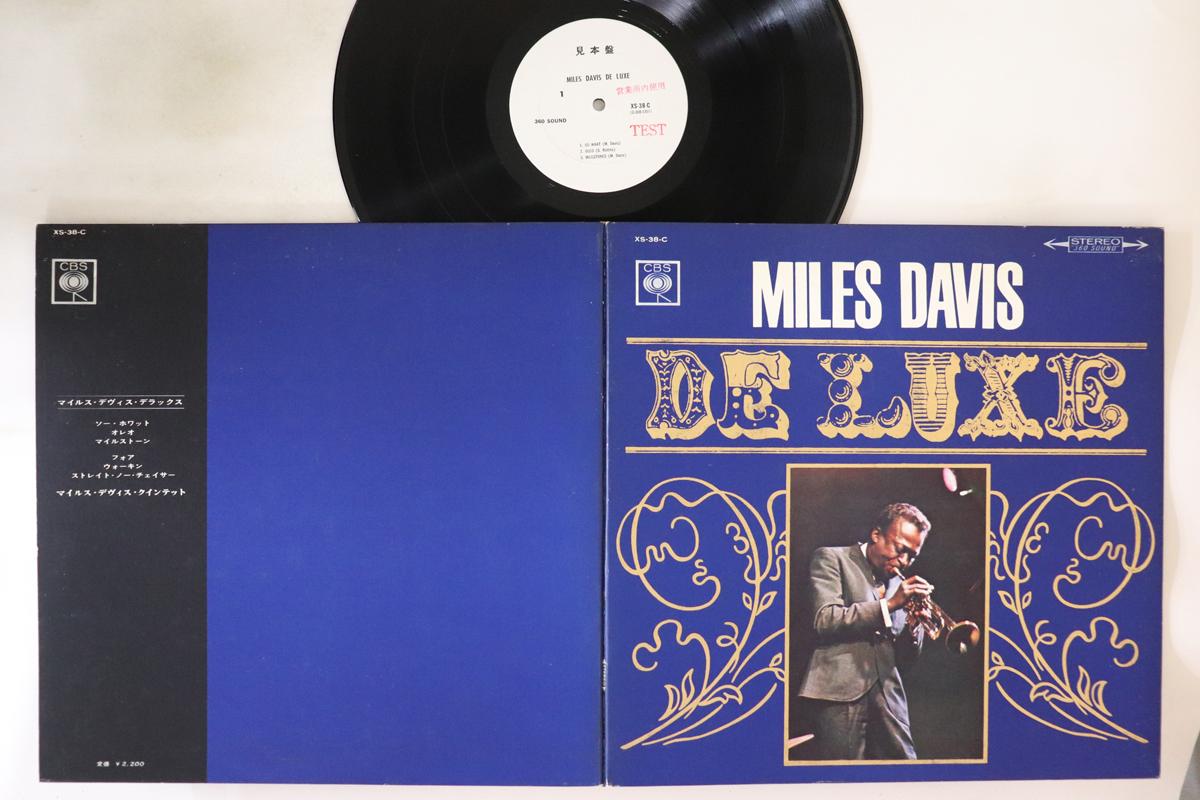 見本盤
MILES DAVIS DE LUXE
1
営業所内使用
XS-38-C
360 SOUND
TEST
1. SO WHAT (M. Davis)
2. OLEO (S. Rollins)
3. MILESTONES (M. Davis)
XS-38-C
CBS
マイルス・デヴィス・デラックス
ソー・ホワット
オレオ
マイルストーン
フォア
ウォーキン
ストレイト・ノー・チェイサー
マイルス・デヴィス・クインテット
定価 ¥2,200
XS-38-C
STEREO
360 SOUND
CBS
MILES DAVIS
DE LUXE